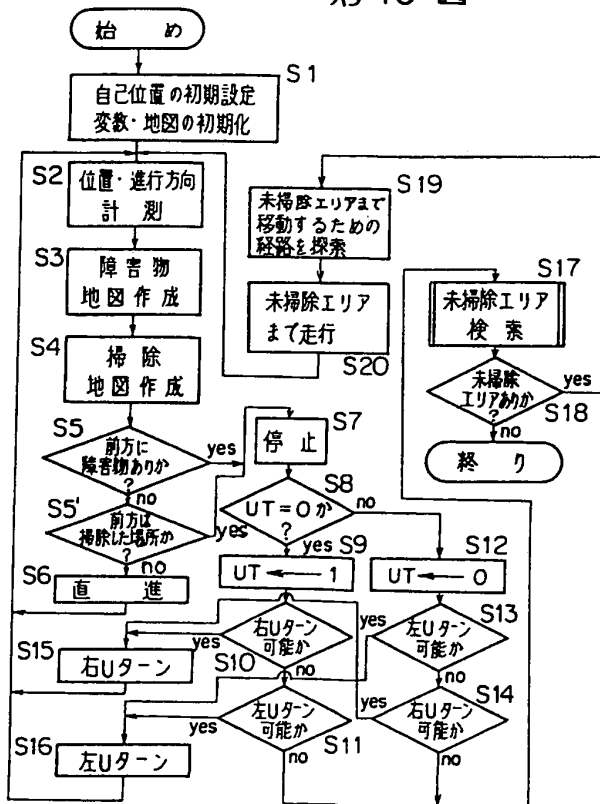 始 め
S1
自己位置の初期設定
変数・地図の初期化
S2
位置・進行方向
計 測
S3
障害物
地図作成
S4
掃 除
地図作成
S5
前方に
障害物ありか
?
yes
no
S5'
前方は
掃除した場所か
?
yes
no
S6
直 進
S7
停止
S8
UT=0か
?
no
yes
S9
UT ← 1
S10
右Uターン
可能か
yes
no
S11
左Uターン
可能か
yes
no
S12
UT ← 0
S13
左Uターン
可能か
yes
no
S14
右Uターン
可能か
yes
no
S15
右Uターン
S16
左Uターン
S17
未掃除エリア
検索
S18
未掃除
エリアありか
?
yes
no
終 り
S19
未掃除エリアまで
移動するための
経路を探索
未掃除エリア
まで走行
S20